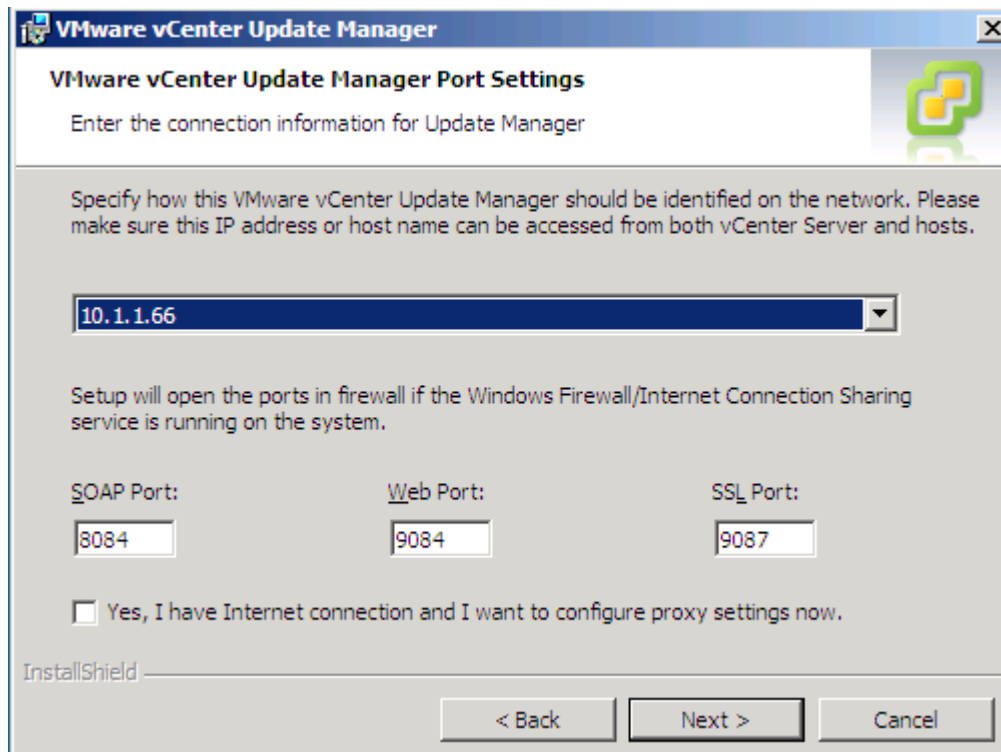 VMware vCenter Update Manager
VMware vCenter Update Manager Port Settings
Enter the connection information for Update Manager
Specify how this VMware vCenter Update Manager should be identified on the network. Please
make sure this IP address or host name can be accessed from both vCenter Server and hosts.
10.1.1.66
Setup will open the ports in firewall if the Windows Firewall/Internet Connection Sharing
service is running on the system.
SOAP Port: Web Port: SSL Port:
8084 9084 9087
Yes, I have Internet connection and I want to configure proxy settings now.
InstallShield
< Back Next > Cancel